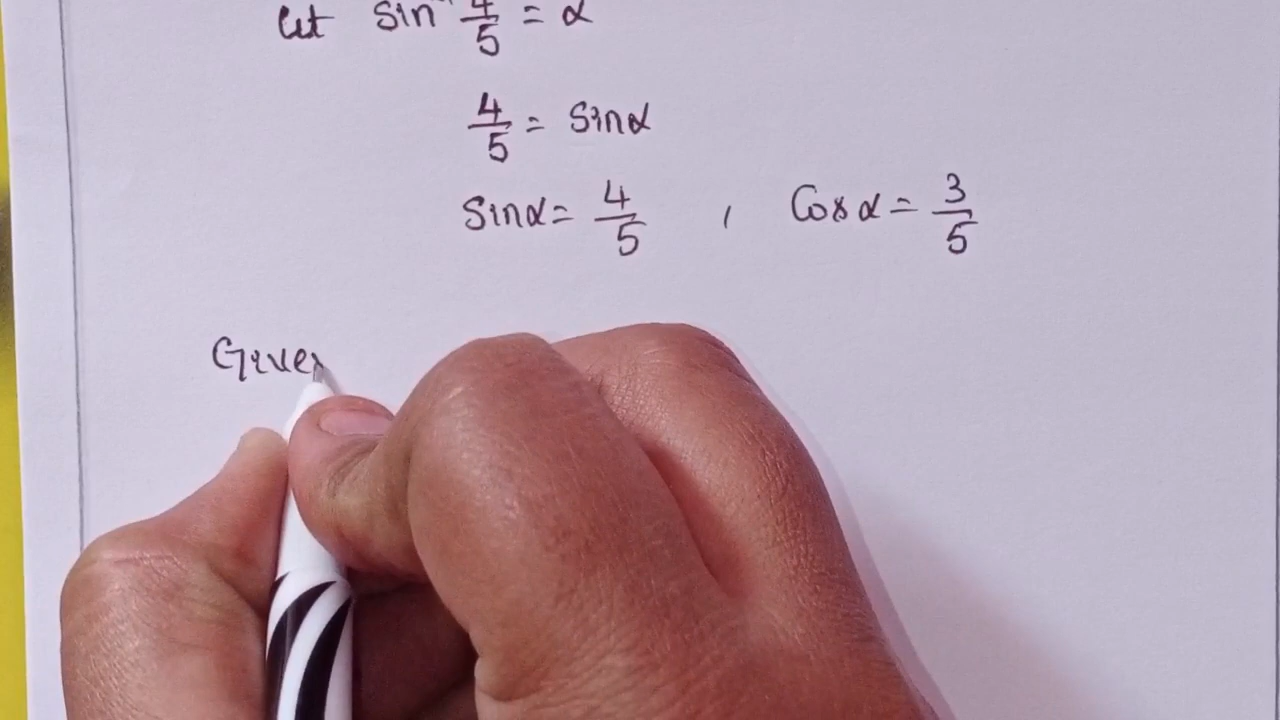 let sin⁻¹ 4/5 = α
4/5 = Sinα
Sinα = 4/5 , Cosα = 3/5
Given